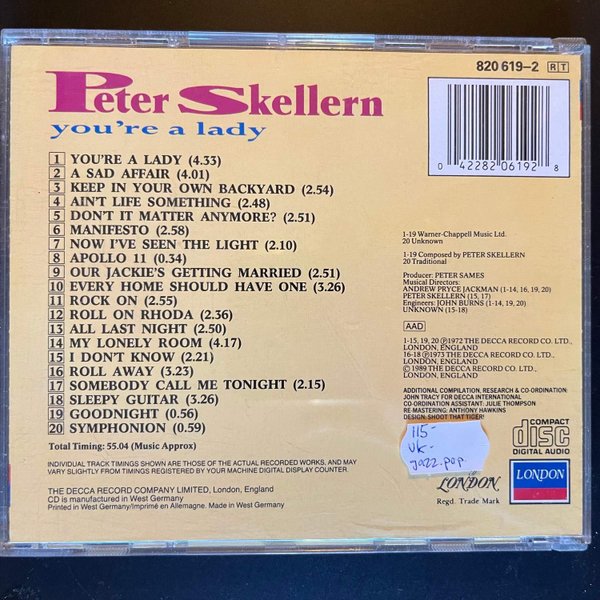 820 619-2 RT
Peter Skellern
you're a lady
1 YOU'RE A LADY (4.33)
2 A SAD AFFAIR (4.01)
3 KEEP IN YOUR OWN BACKYARD (2.54)
4 AIN'T LIFE SOMETHING (2.48)
5 DON'T IT MATTER ANYMORE? (2.51)
6 MANIFESTO (2.58)
7 NOW I'VE SEEN THE LIGHT (2.10)
8 APOLLO 11 (0.34)
9 OUR JACKIE'S GETTING MARRIED (2.51)
10 EVERY HOME SHOULD HAVE ONE (3.26)
11 ROCK ON (2.55)
12 ROLL ON RHODA (2.36)
13 ALL LAST NIGHT (2.50)
14 MY LONELY ROOM (4.17)
15 I DON'T KNOW (2.21)
16 ROLL AWAY (3.23)
17 SOMEBODY CALL ME TONIGHT (2.15)
18 SLEEPY GUITAR (3.26)
19 GOODNIGHT (0.56)
20 SYMPHONION (0.59)
Total Timing: 55.04 (Music Approx)
INDIVIDUAL TRACK TIMINGS SHOWN ARE THOSE OF THE ACTUAL RECORDED WORKS, AND MAY
VARY SLIGHTLY FROM TIMINGS REGISTERED BY YOUR MACHINE DIGITAL DISPLAY COUNTER.
THE DECCA RECORD COMPANY LIMITED, London, England
CD is manufactured in West Germany
Printed in West Germany/Imprimé en Allemagne. Made in West Germany
0 42282 06192 8
1-19 Warner-Chappell Music Ltd.
20 Unknown
1-19 Composed by PETER SKELLERN
20 Traditional
Producer: PETER SAMES
Musical Directors:
ANDREW PRYCE JACKMAN (1-14, 16, 19, 20)
PETER SKELLERN (15, 17)
Engineers: JOHN BURNS (1-14, 19, 20)
UNKNOWN (15-18)
AAD
1-15, 19, 20 Ⓟ1972 THE DECCA RECORD CO. LTD.,
LONDON, ENGLAND
16-18 Ⓟ1973 THE DECCA RECORD CO. LTD.,
LONDON, ENGLAND
©1989 THE DECCA RECORD CO. LTD.,
LONDON, ENGLAND
ADDITIONAL COMPILATION, RESEARCH & CO-ORDINATION:
JOHN TRACY FOR DECCA INTERNATIONAL
CO-ORDINATION ASSISTANT: JULIE THOMPSON
RE-MASTERING: ANTHONY HAWKINS
DESIGN: SHOOT THAT TIGER!
115-
UK-
jazz.pop.
COMPACT
disc
DIGITAL AUDIO
LONDON
Regd. Trade Mark
LONDON